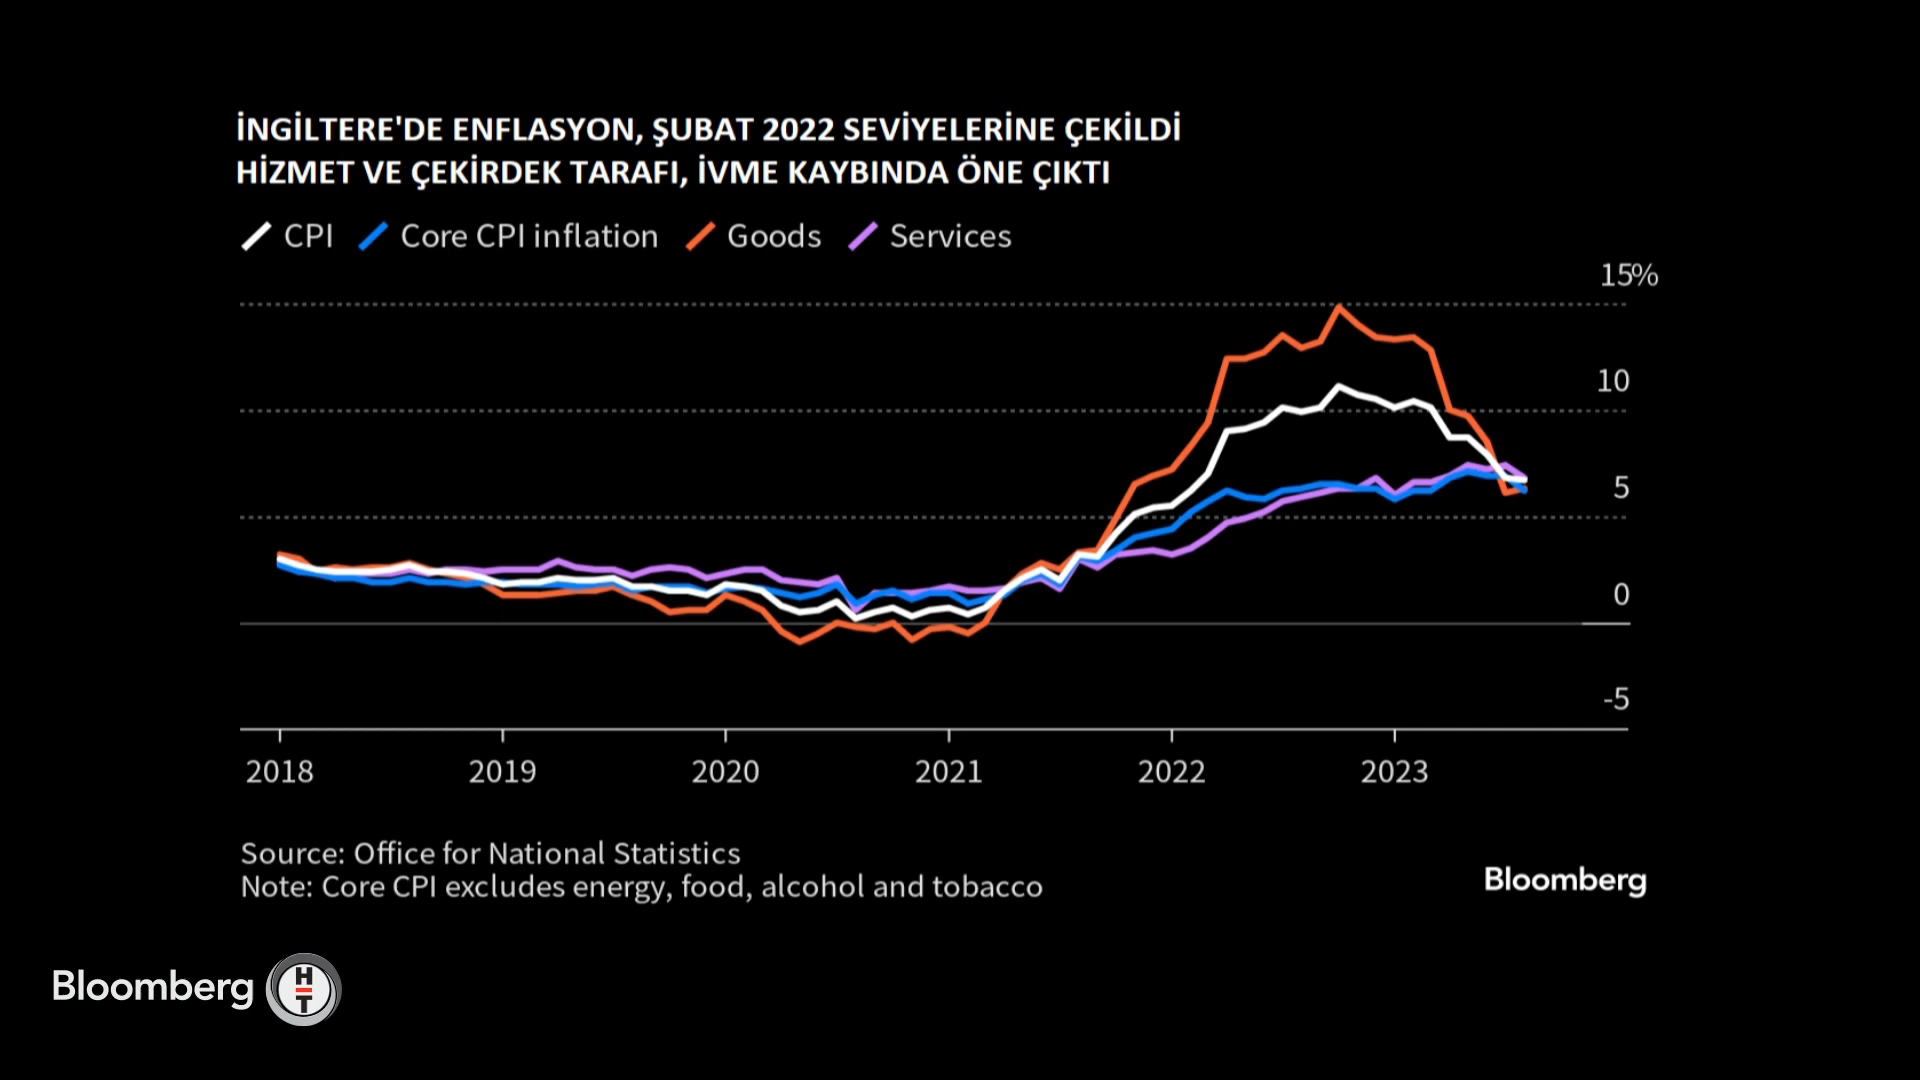 İNGİLTERE'DE ENFLASYON, ŞUBAT 2022 SEVİYELERİNE ÇEKİLDİ
HİZMET VE ÇEKİRDEK TARAFI, İVME KAYBINDA ÖNE ÇIKTI
CPI Core CPI inflation Goods Services
15%
10
5
0
-5
2018 2019 2020 2021 2022 2023
Source: Office for National Statistics
Note: Core CPI excludes energy, food, alcohol and tobacco
Bloomberg
Bloomberg HT